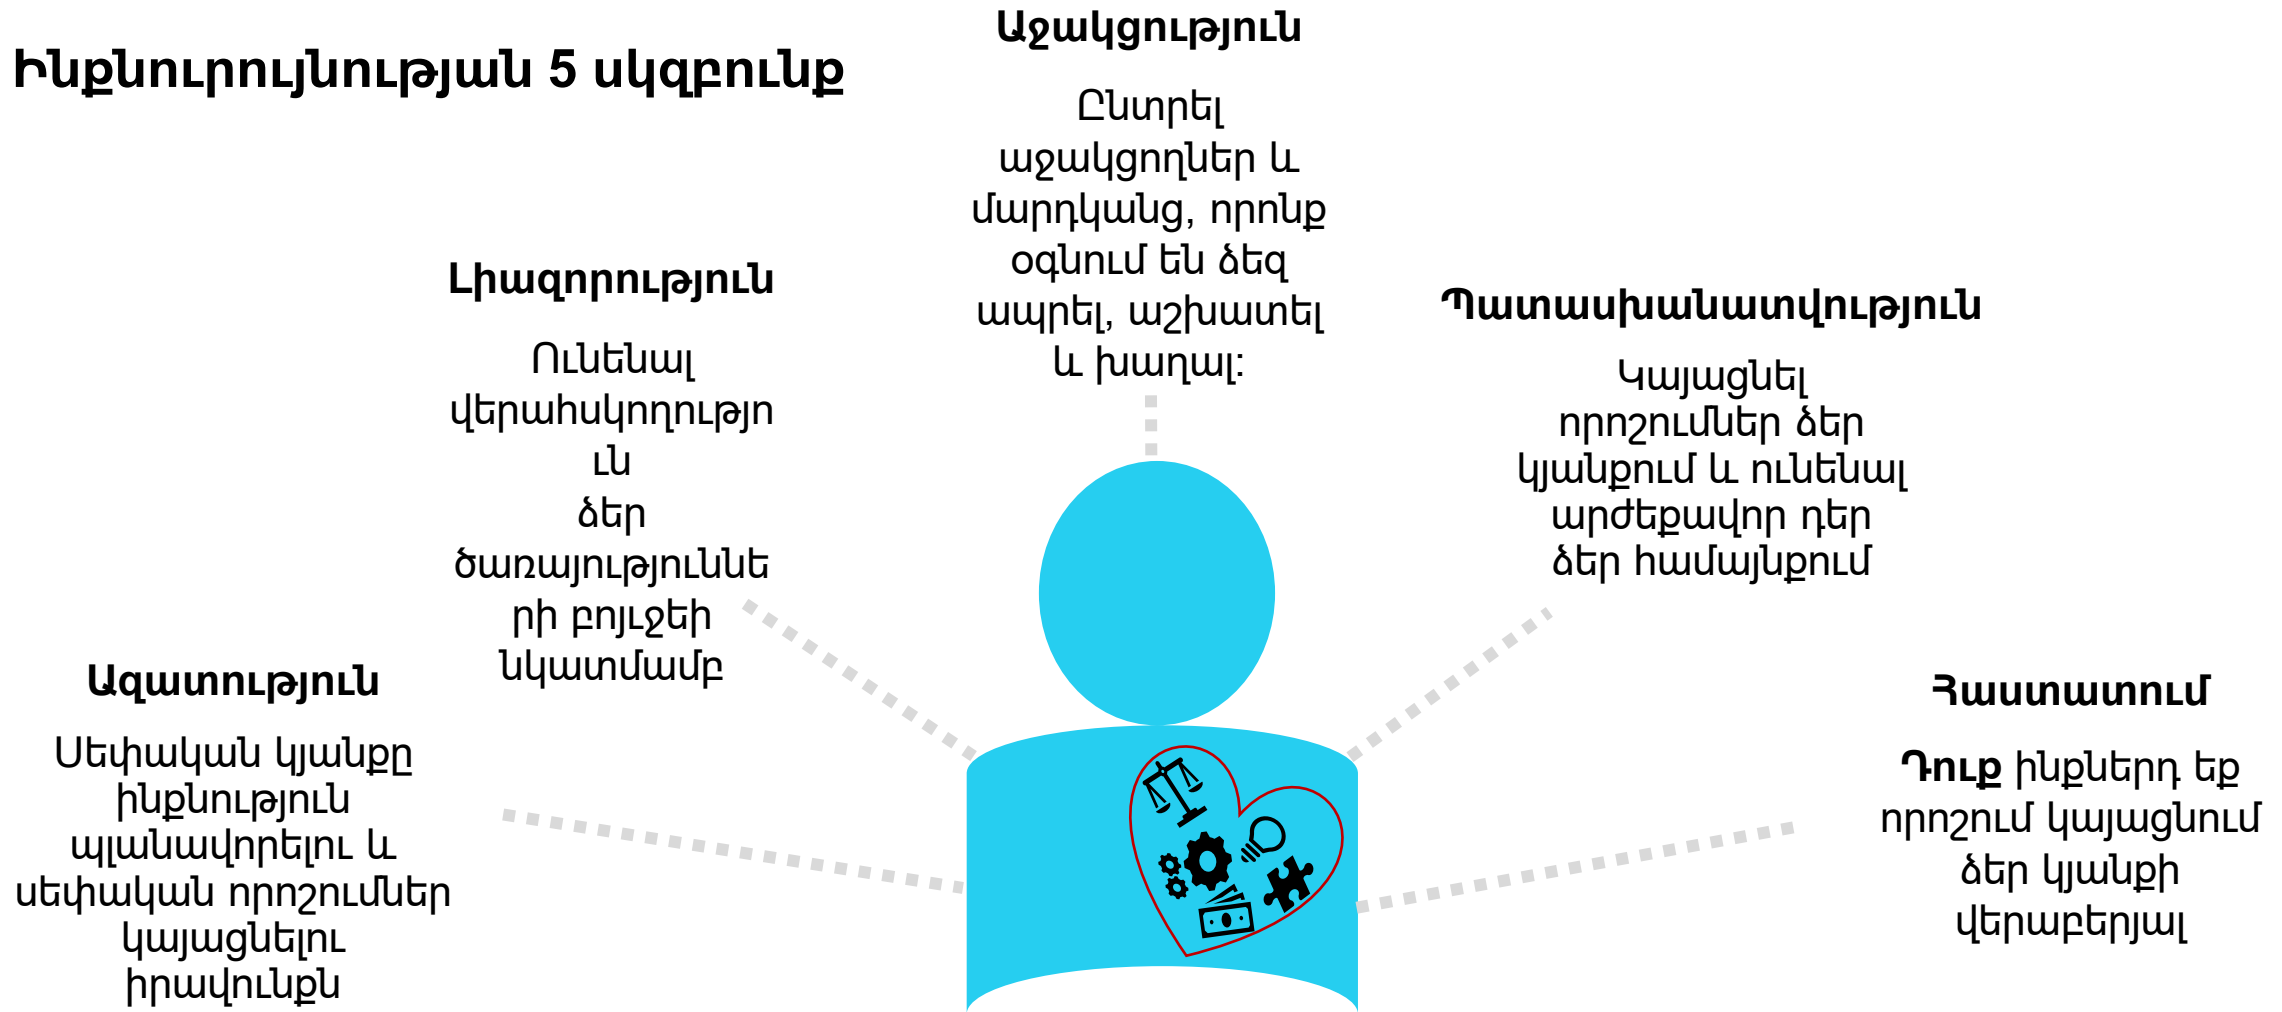 Ինքնուրույնության 5 սկզբունք
Ազատություն
Սեփական կյանքը
ինքնություն
պլանավորելու և
սեփական որոշումներ
կայացնելու
իրավունքն
Լիազորություն
Ունենալ
վերահսկողությո
ւն
ձեր
ծառայություննե
րի բոյւջեի
նկատմամբ
Աջակցություն
Ընտրել
աջակցողներ և
մարդկանց, որոնք
օգնում են ձեզ
ապրել, աշխատել
և խաղալ:
Պատասխանատվություն
Կայացնել
որոշումներ ձեր
կյանքում և ունենալ
արժեքավոր դեր
ձեր համայնքում
Հաստատում
Դուք ինքներդ եք
որոշում կայացնում
ձեր կյանքի
վերաբերյալ